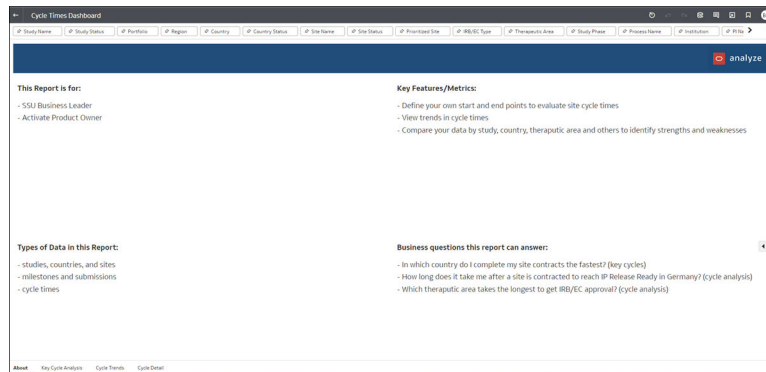 Cycle Times Dashboard
Study Name Study Status Portfolio Region Country Country Status Site Name Site Status Prioritized Site IRB/EC Type Therapeutic Area Study Phase Process Name Institution PI Na
analyze
This Report is for:
- SSU Business Leader
- Activate Product Owner
Key Features/Metrics:
- Define your own start and end points to evaluate site cycle times
- View trends in cycle times
- Compare your data by study, country, theraputic area and others to identify strengths and weaknesses
Types of Data in this Report:
- studies, countries, and sites
- milestones and submissions
- cycle times
Business questions this report can answer:
- In which country do I complete my site contracts the fastest? (key cycles)
- How long does it take me after a site is contracted to reach IP Release Ready in Germany? (cycle analysis)
- Which theraputic area takes the longest to get IRB/EC approval? (cycle analysis)
About Key Cycle Analysis Cycle Trends Cycle Detail